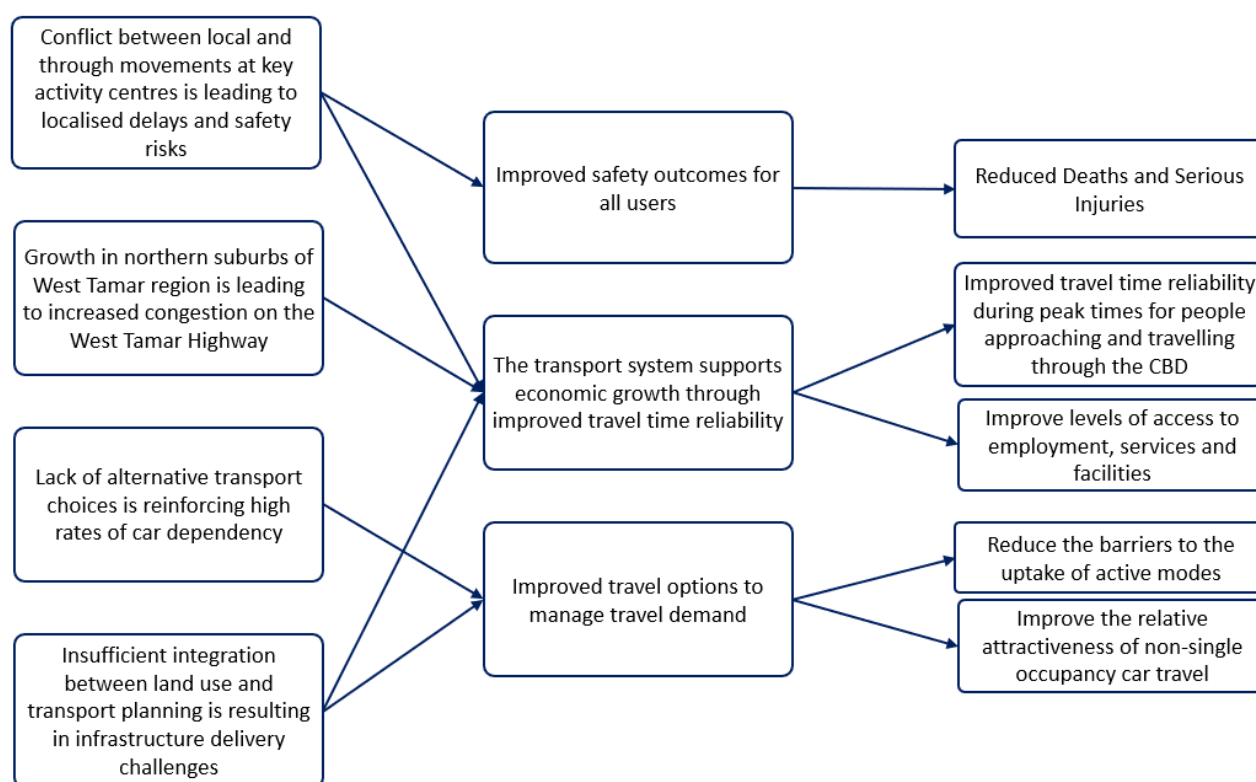 Conflict between local and
through movements at key
activity centres is leading to
localised delays and safety
risks
Growth in northern suburbs of
West Tamar region is leading
to increased congestion on the
West Tamar Highway
Lack of alternative transport
choices is reinforcing high
rates of car dependency
Insufficient integration
between land use and
transport planning is resulting
in infrastructure delivery
challenges
Improved safety outcomes for
all users
The transport system supports
economic growth through
improved travel time reliability
Improved travel options to
manage travel demand
Reduced Deaths and Serious
Injuries
Improved travel time reliability
during peak times for people
approaching and travelling
through the CBD
Improve levels of access to
employment, services and
facilities
Reduce the barriers to the
uptake of active modes
Improve the relative
attractiveness of non-single
occupancy car travel